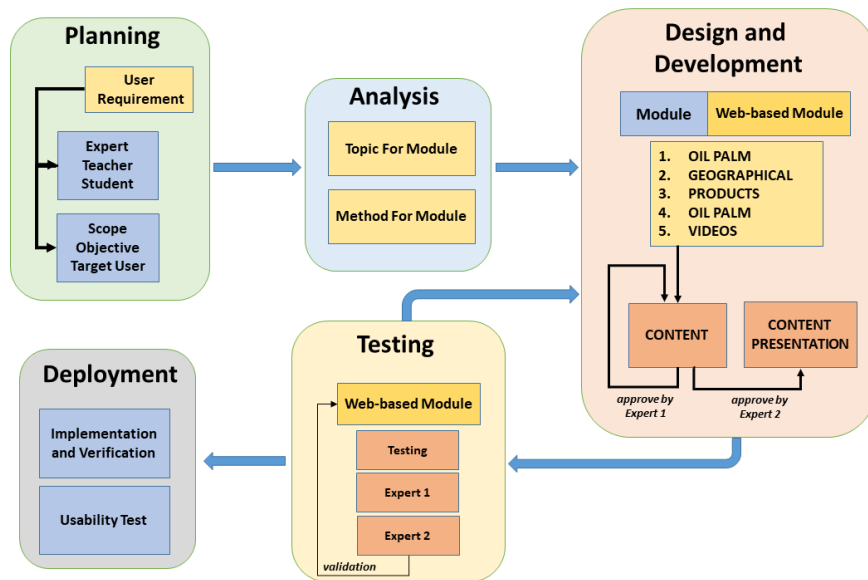 Planning
User
Requirement
Expert
Teacher
Student
Scope
Objective
Target User
Analysis
Topic For Module
Method For Module
Design and
Development
Module
Web-based Module
1. OIL PALM
2. GEOGRAPHICAL
3. PRODUCTS
4. OIL PALM
5. VIDEOS
CONTENT
CONTENT
PRESENTATION
approve by
Expert 1
approve by
Expert 2
Testing
Web-based Module
Testing
Expert 1
Expert 2
validation
Deployment
Implementation
and Verification
Usability Test